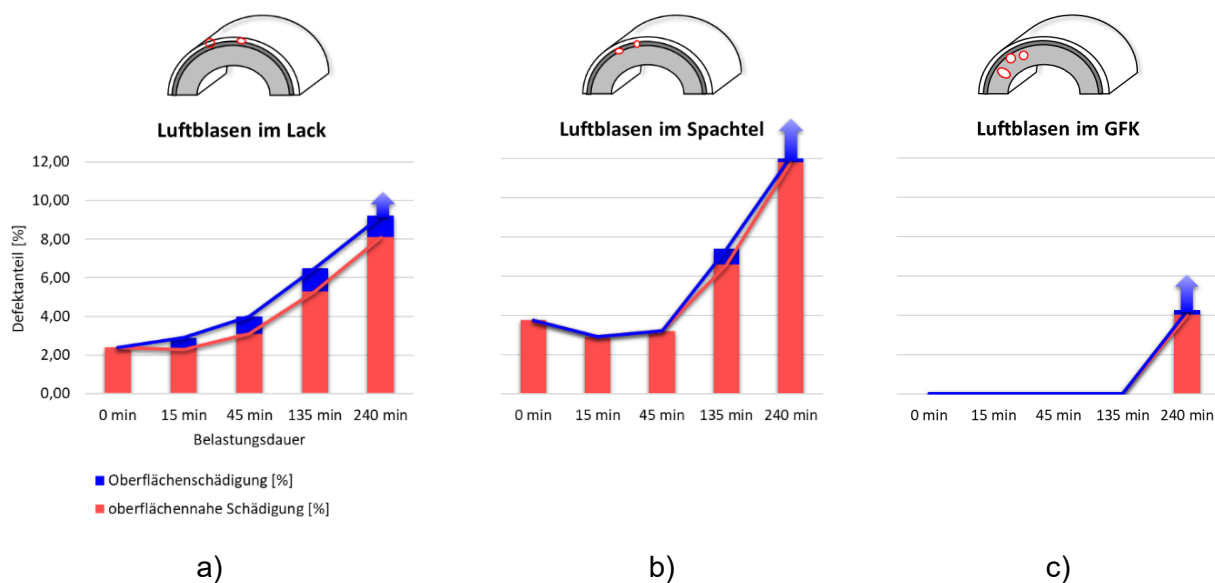 Luftblasen im Lack
Luftblasen im Spachtel
Luftblasen im GFK
Defektanteil [%]
12,00
10,00
8,00
6,00
4,00
2,00
0,00
0 min 15 min 45 min 135 min 240 min
0 min 15 min 45 min 135 min 240 min
0 min 15 min 45 min 135 min 240 min
Belastungsdauer
Oberflächenschädigung [%]
oberflächennahe Schädigung [%]
a) b) c)